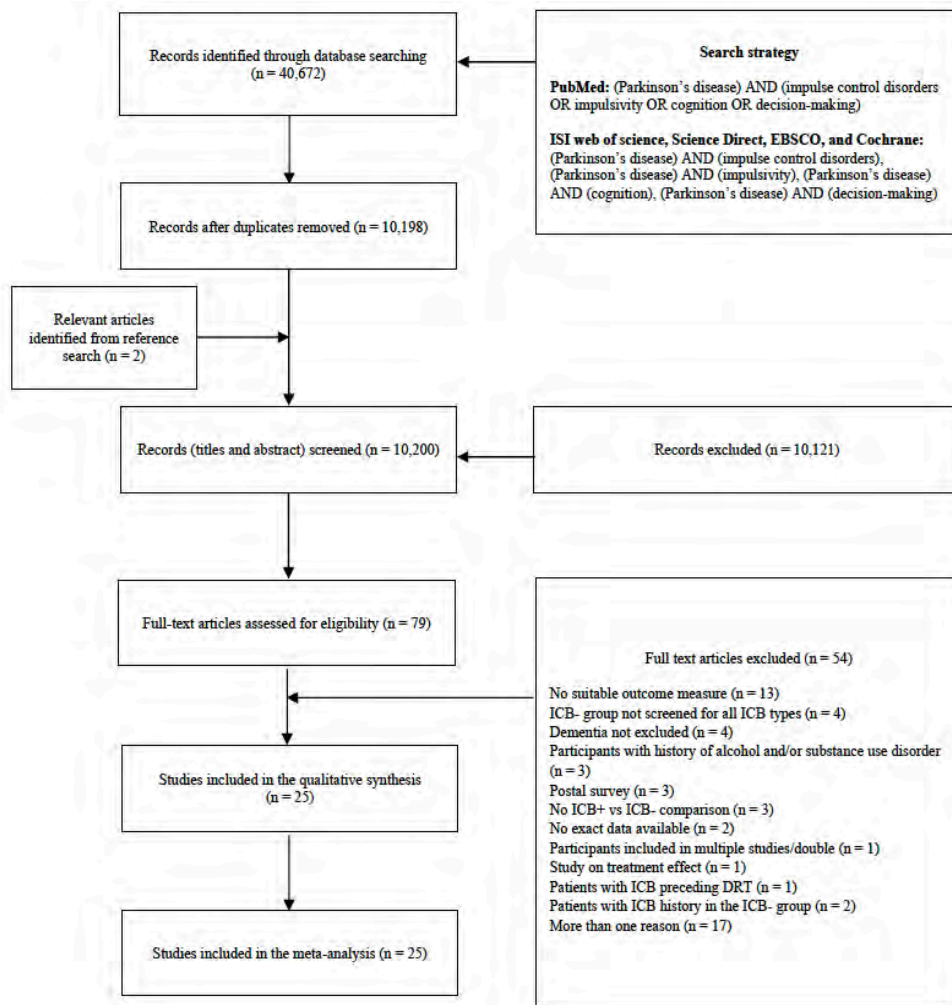 Records identified through database searching
(n = 40,672)
Search strategy
PubMed: (Parkinson's disease) AND (impulse control disorders
OR impulsivity OR cognition OR decision-making)
ISI web of science, Science Direct, EBSCO, and Cochrane:
(Parkinson's disease) AND (impulse control disorders),
(Parkinson's disease) AND (impulsivity), (Parkinson's disease)
AND (cognition), (Parkinson's disease) AND (decision-making)
Records after duplicates removed (n = 10,198)
Relevant articles
identified from reference
search (n = 2)
Records (titles and abstract) screened (n = 10,200)
Records excluded (n = 10,121)
Full-text articles assessed for eligibility (n = 79)
Full text articles excluded (n = 54)
No suitable outcome measure (n = 13)
ICB- group not screened for all ICB types (n = 4)
Dementia not excluded (n = 4)
Participants with history of alcohol and/or substance use disorder
(n = 3)
Postal survey (n = 3)
No ICB+ vs ICB- comparison (n = 3)
No exact data available (n = 2)
Participants included in multiple studies/double (n = 1)
Study on treatment effect (n = 1)
Patients with ICB preceding DRT (n = 1)
Patients with ICB history in the ICB- group (n = 2)
More than one reason (n = 17)
Studies included in the qualitative synthesis
(n = 25)
Studies included in the meta-analysis (n = 25)